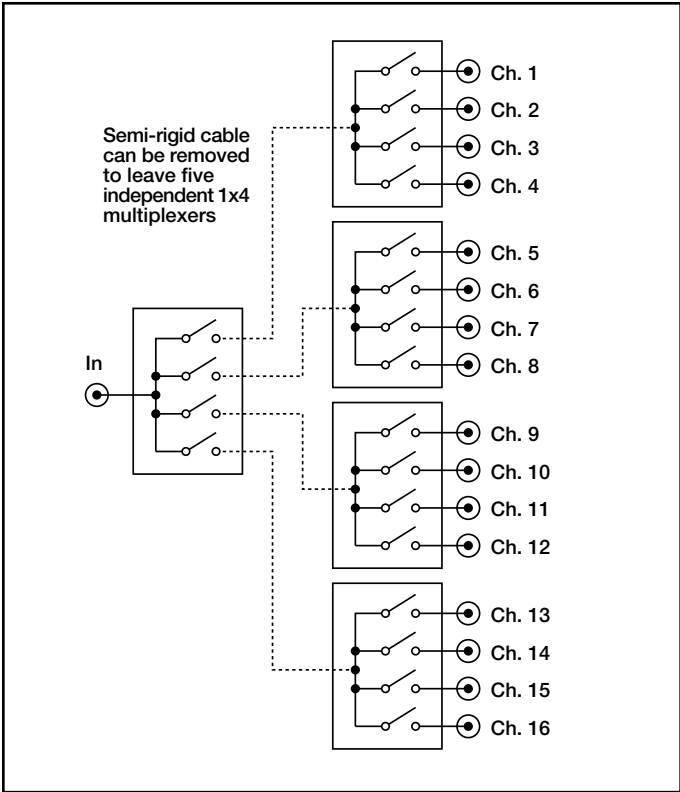 Semi-rigid cable
can be removed
to leave five
independent 1x4
multiplexers
In
Ch. 1
Ch. 2
Ch. 3
Ch. 4
Ch. 5
Ch. 6
Ch. 7
Ch. 8
Ch. 9
Ch. 10
Ch. 11
Ch. 12
Ch. 13
Ch. 14
Ch. 15
Ch. 16